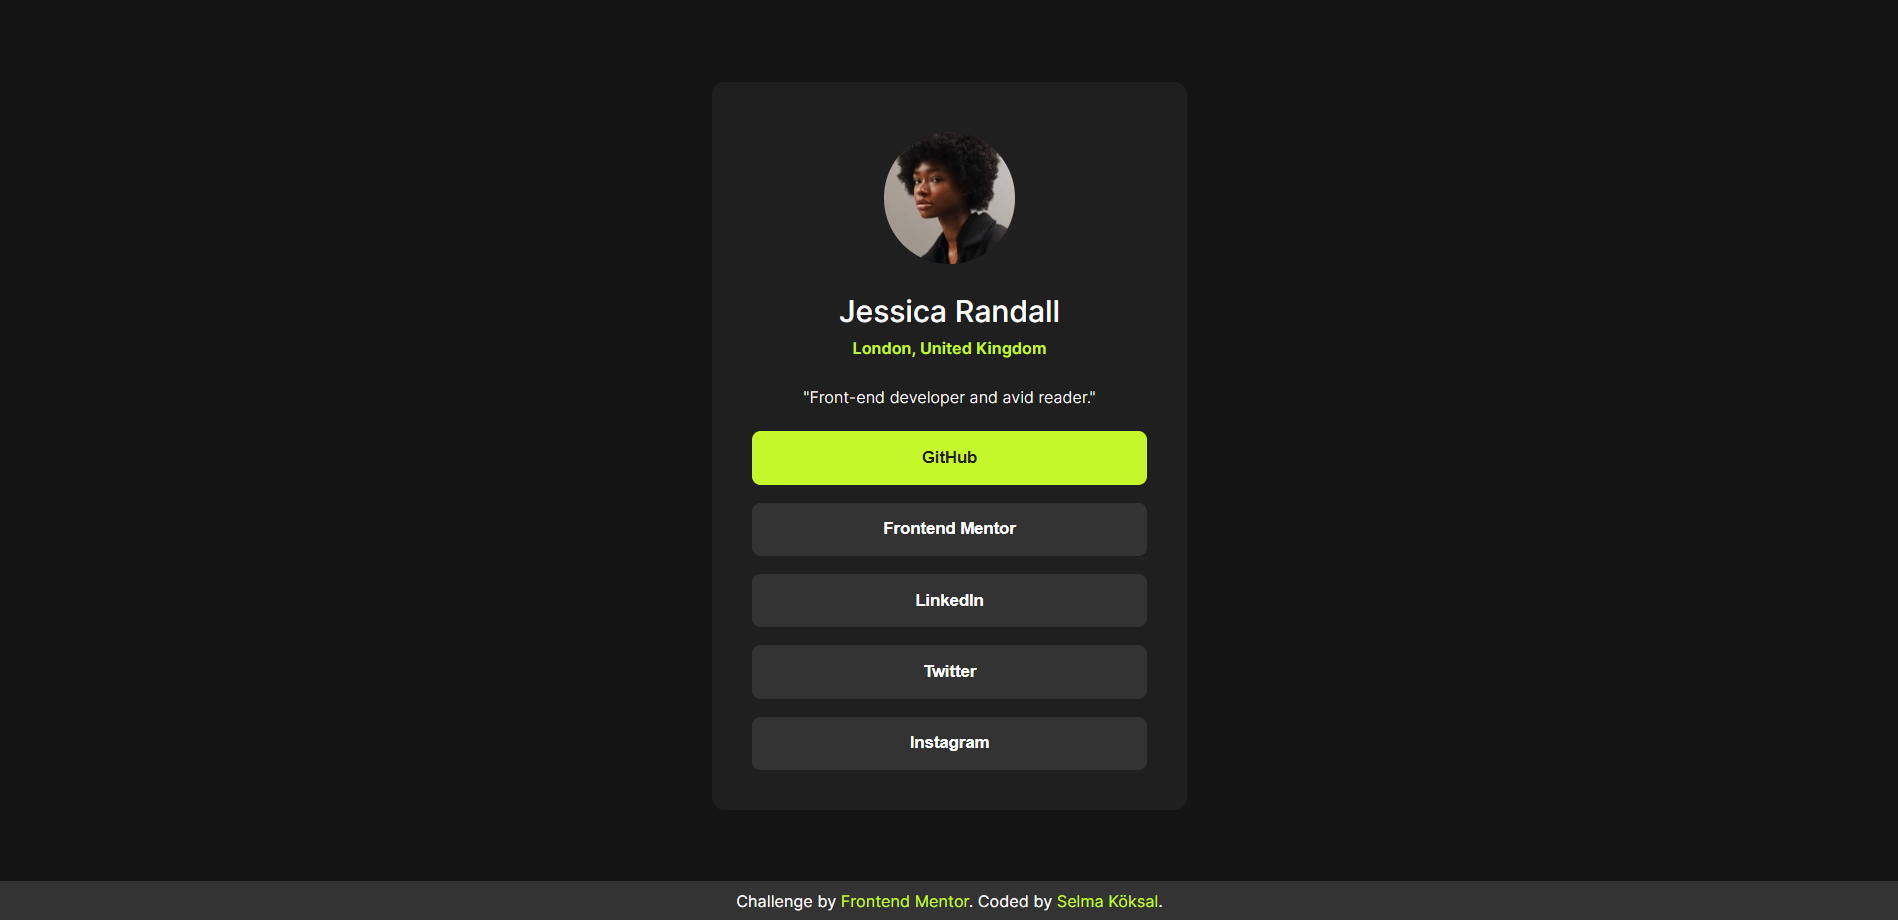 Jessica Randall
London, United Kingdom
"Front-end developer and avid reader."
GitHub
Frontend Mentor
LinkedIn
Twitter
Instagram
Challenge by Frontend Mentor. Coded by Selma Köksal.